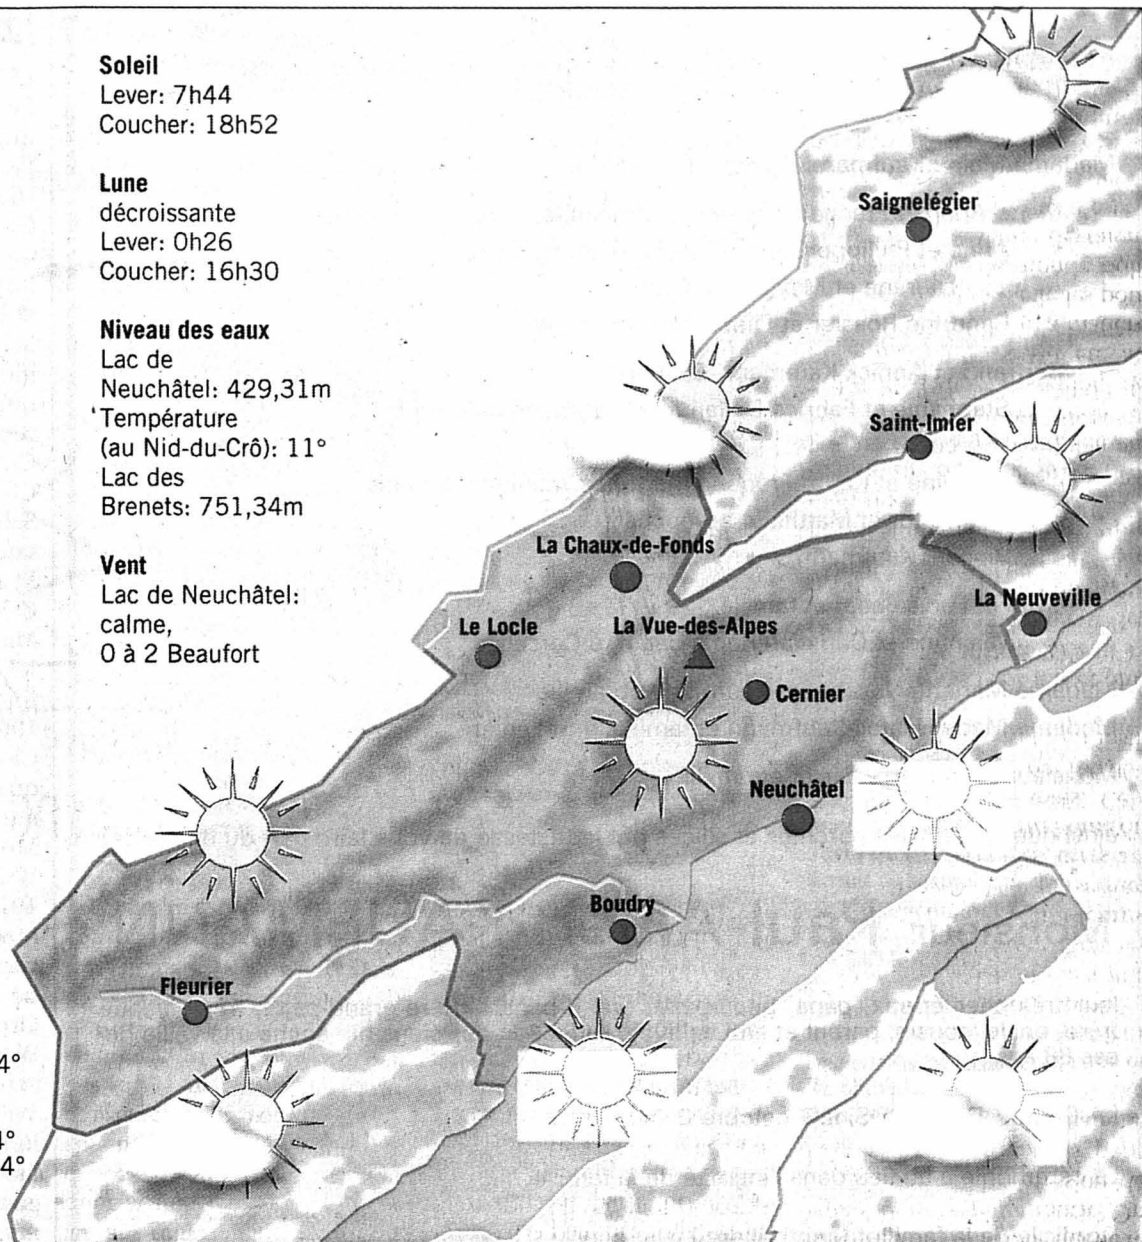 Soleil
Lever: 7h44
Coucher: 18h52
Lune
décroissante
Lever: 0h26
Coucher: 16h30
Niveau des eaux
Lac de
Neuchâtel: 429,31m
Température
(au Nid-du-Crô): 11°
Lac des
Brenets: 751,34m
Vent
Lac de Neuchâtel:
calme,
0 à 2 Beaufort
Saignelégier
Saint-Imier
La Chaux-de-Fonds
La Neuveville
Le Locle
La Vue-des-Alpes
Cernier
Neuchâtel
Boudry
Fleurier
4°
4°
4°